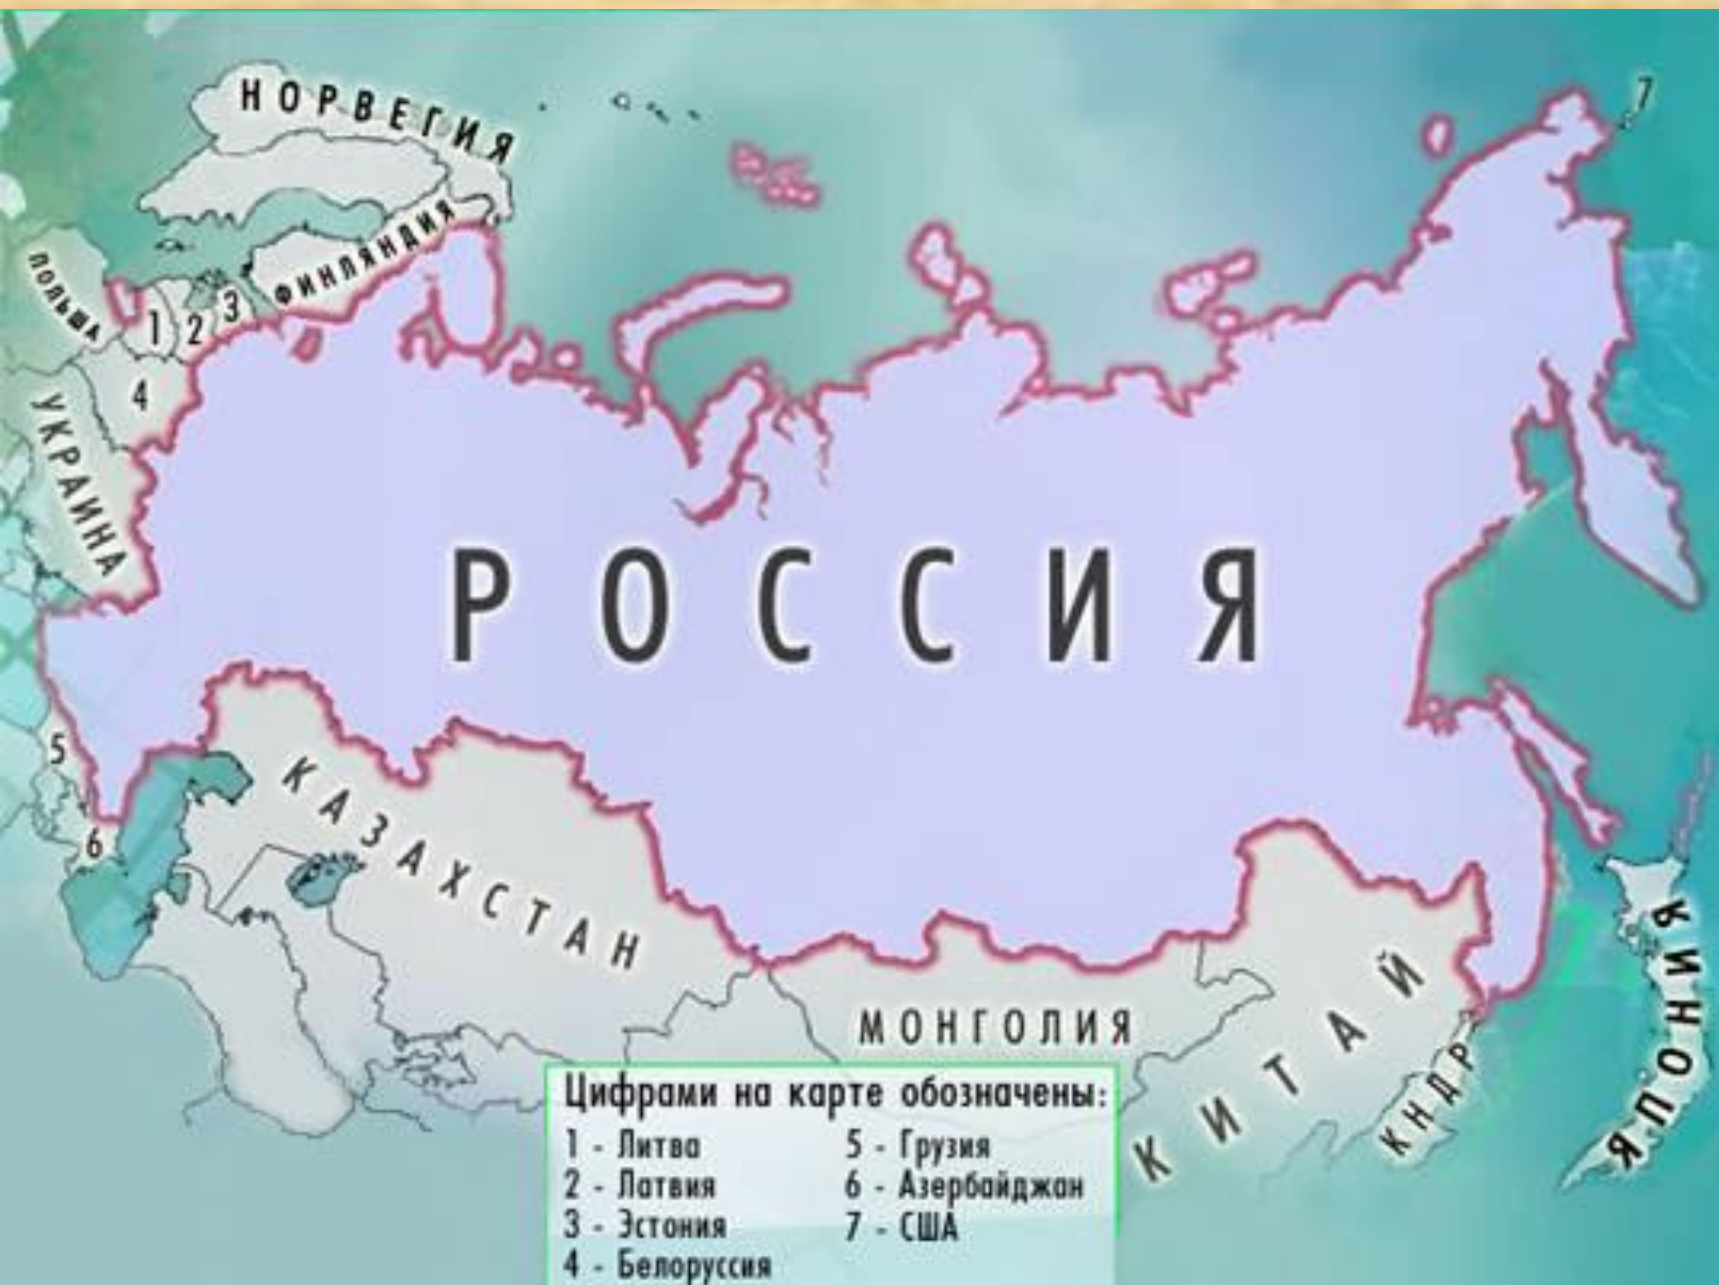 НОРВЕГИЯ
7
ФИНЛЯНДИЯ
ПОЛЬША
1
2
3
4
УКРАИНА
РОССИЯ
5
КАЗАХСТАН
6
ЯПОНИЯ
МОНГОЛИЯ
КИТАЙ
КНДР
Цифрами на карте обозначены:
1 - Литва
2 - Латвия
3 - Эстония
4 - Белоруссия
5 - Грузия
6 - Азербайджан
7 - США